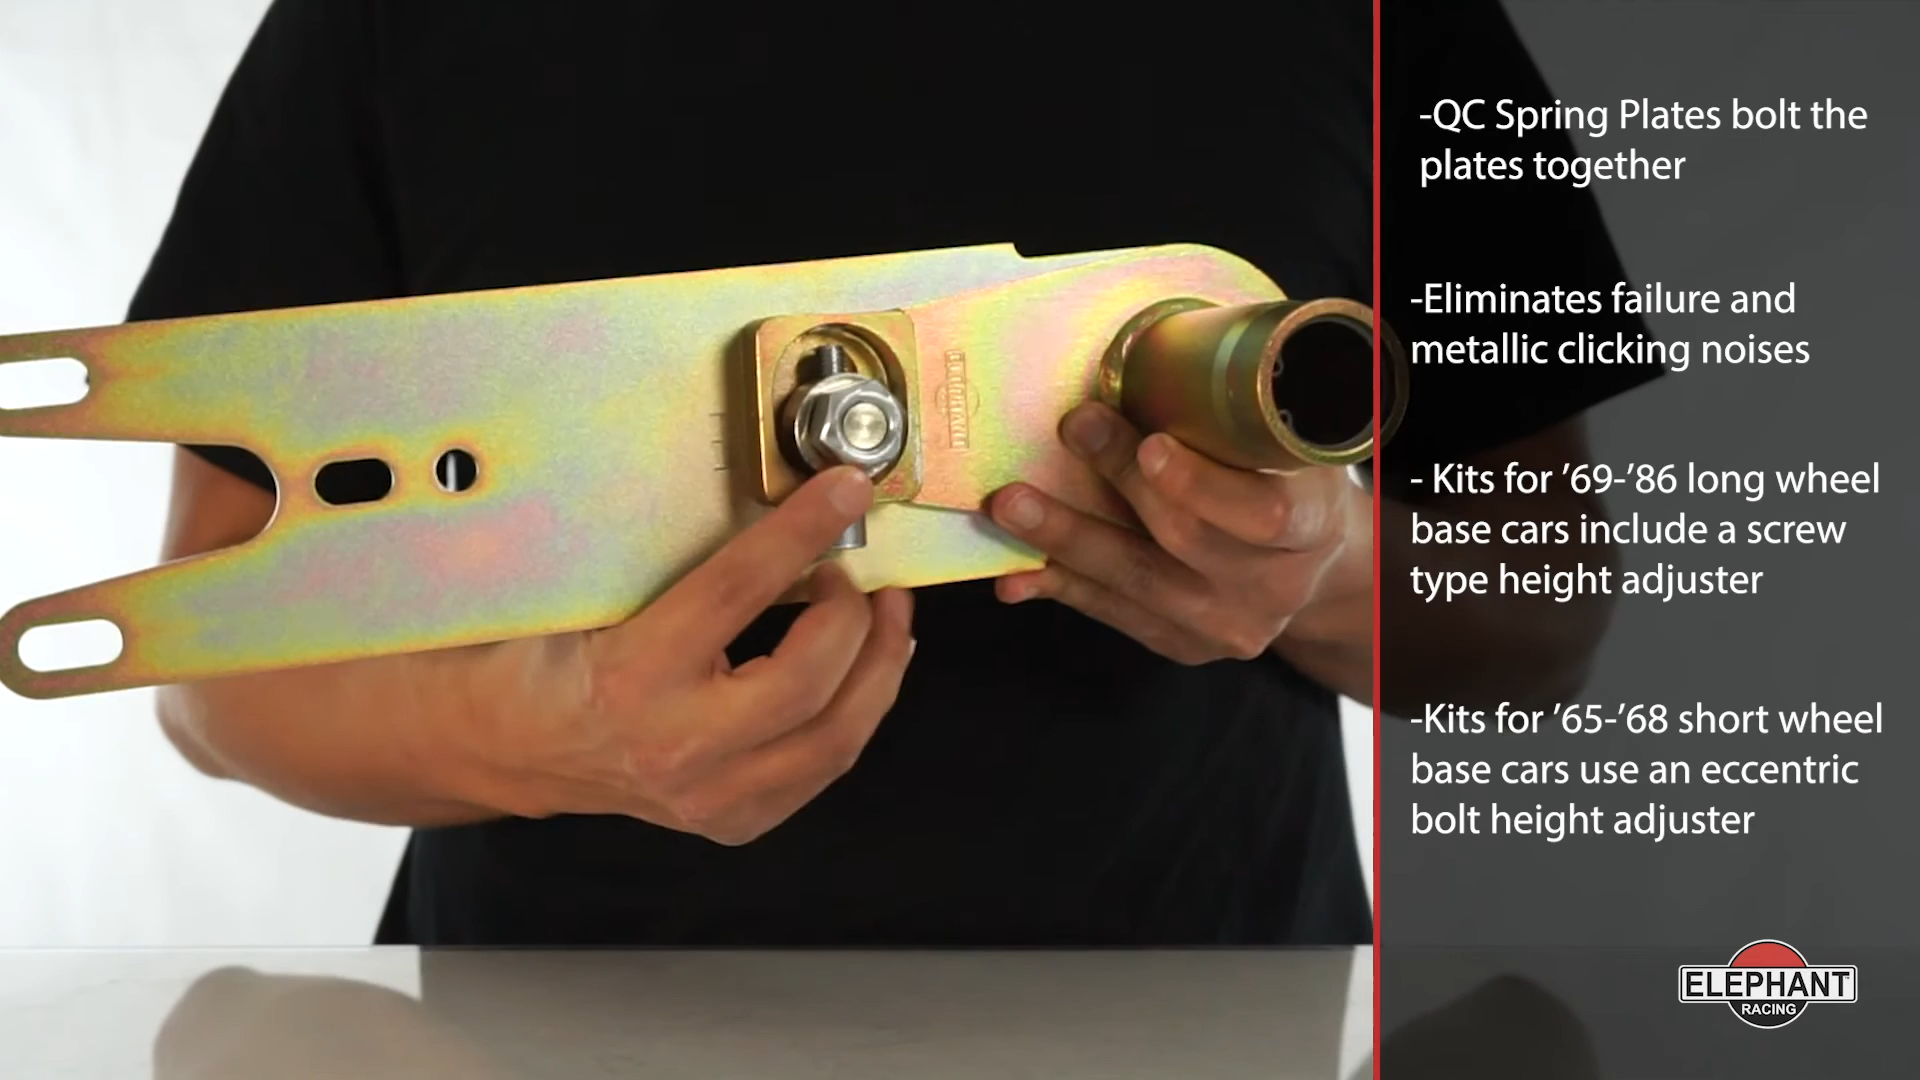 -QC Spring Plates bolt the
plates together
-Eliminates failure and
metallic clicking noises
- Kits for ’69-’86 long wheel
base cars include a screw
type height adjuster
-Kits for ’65-’68 short wheel
base cars use an eccentric
bolt height adjuster
ELEPHANT
RACING